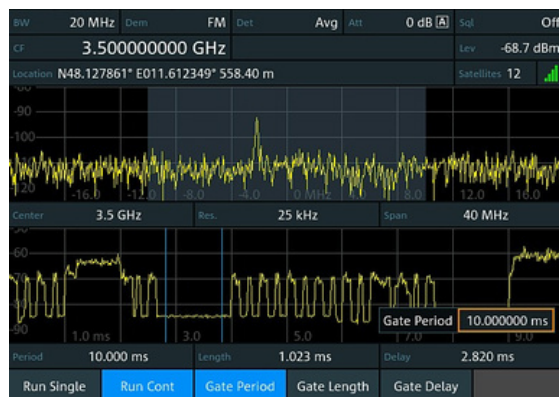 BW 20 MHz Dem FM Det Avg Att 0 dB A Sql Off
CF 3.500000000 GHz Lev -68.7 dBm
Location N48.127861° E011.612349° 558.40 m Satellites 12
-90
-100
-120 -16.0 -12.0 -8.0 -4.0 0 MHz 8.0 12.0 16.0
Center 3.5 GHz Res. 25 kHz Span 40 MHz
-60
Gate Period 10.000000 ms
-90 1.0 ms 3.0 5.0 7.0 9.0
Period 10.000 ms Length 1.023 ms Delay 2.820 ms
Run Single Run Cont Gate Period Gate Length Gate Delay